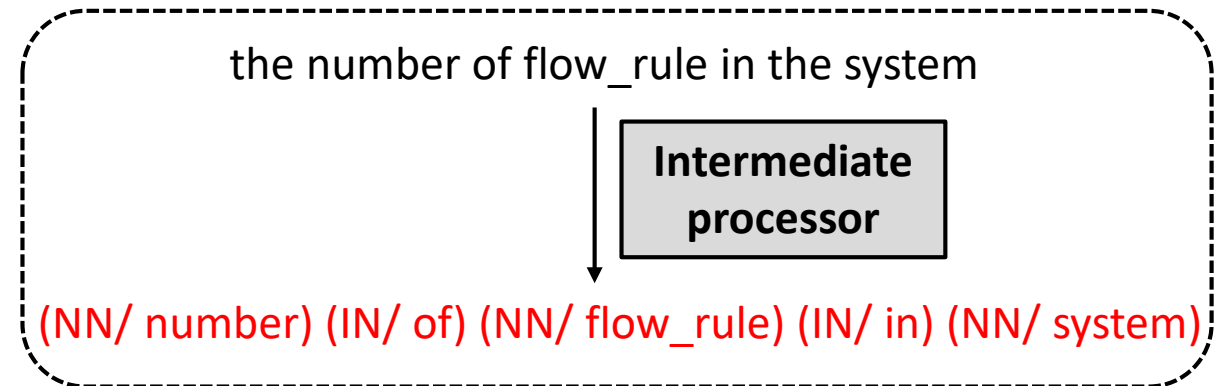 the number of flow_rule in the system
Intermediate
processor
(NN/ number) (IN/ of) (NN/ flow_rule) (IN/ in) (NN/ system)